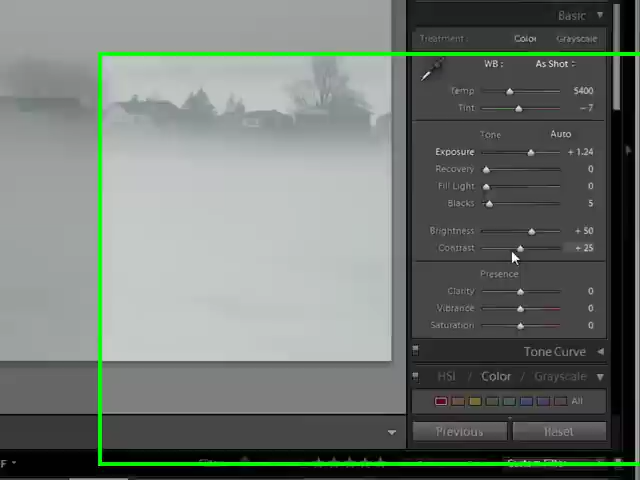 Basic
Treatment: Color Grayscale
WB: As Shot
Temp 5400
Tint -7
Tone Auto
Exposure + 1.24
Recovery 0
Fill Light 0
Blacks 5
Brightness + 50
Contrast + 25
Presence
Clarity 0
Vibrance 0
Saturation 0
Tone Curve
HSL / Color / Grayscale
All
Previous Reset
Custom Filter